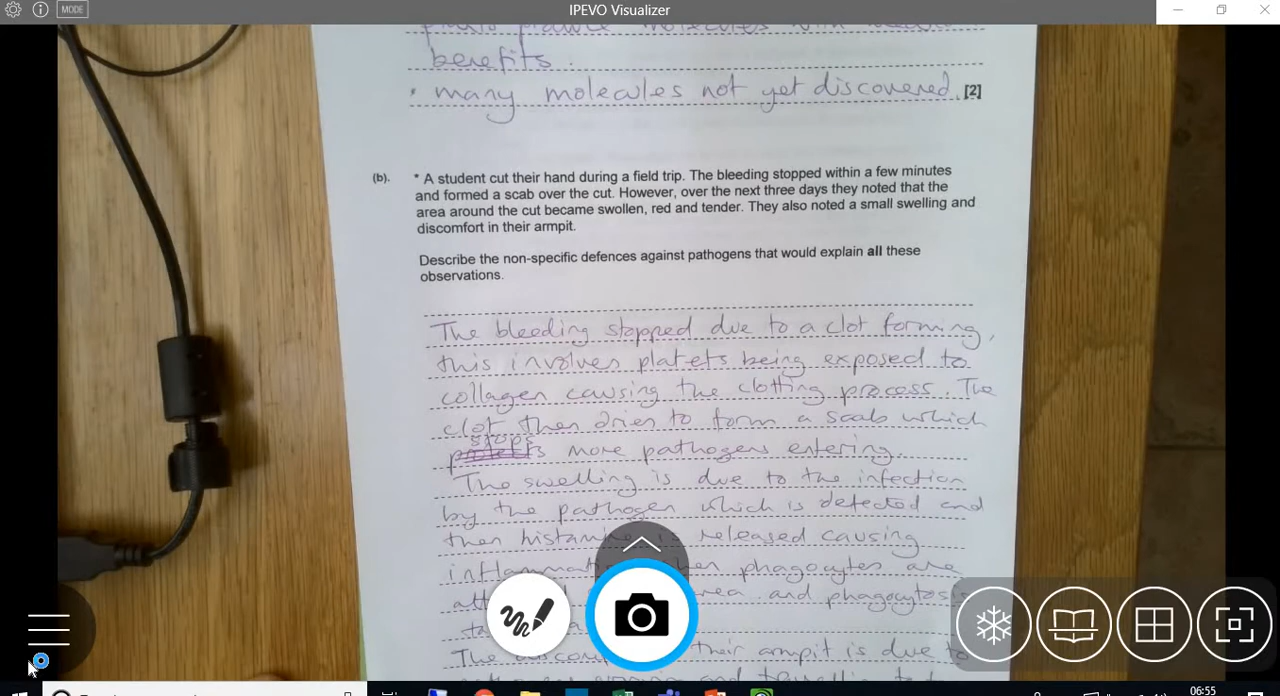 IPEVO Visualizer
MODE
benefits.
• many molecules not yet discovered. [2]
(b). * A student cut their hand during a field trip. The bleeding stopped within a few minutes
and formed a scab over the cut. However, over the next three days they noted that the
area around the cut became swollen, red and tender. They also noted a small swelling and
discomfort in their armpit.
Describe the non-specific defences against pathogens that would explain all these
observations.
The bleeding stopped due to a clot forming,
this involves platets being exposed to
collagen causing the clotting process. The
clot then dries to form a scab which
stops more pathogens entering.
The swelling is due to the infection
by the pathogen which is detected and
then is released causing
phagocytes are
and phagocytosis
The their armpit is due to
06:55